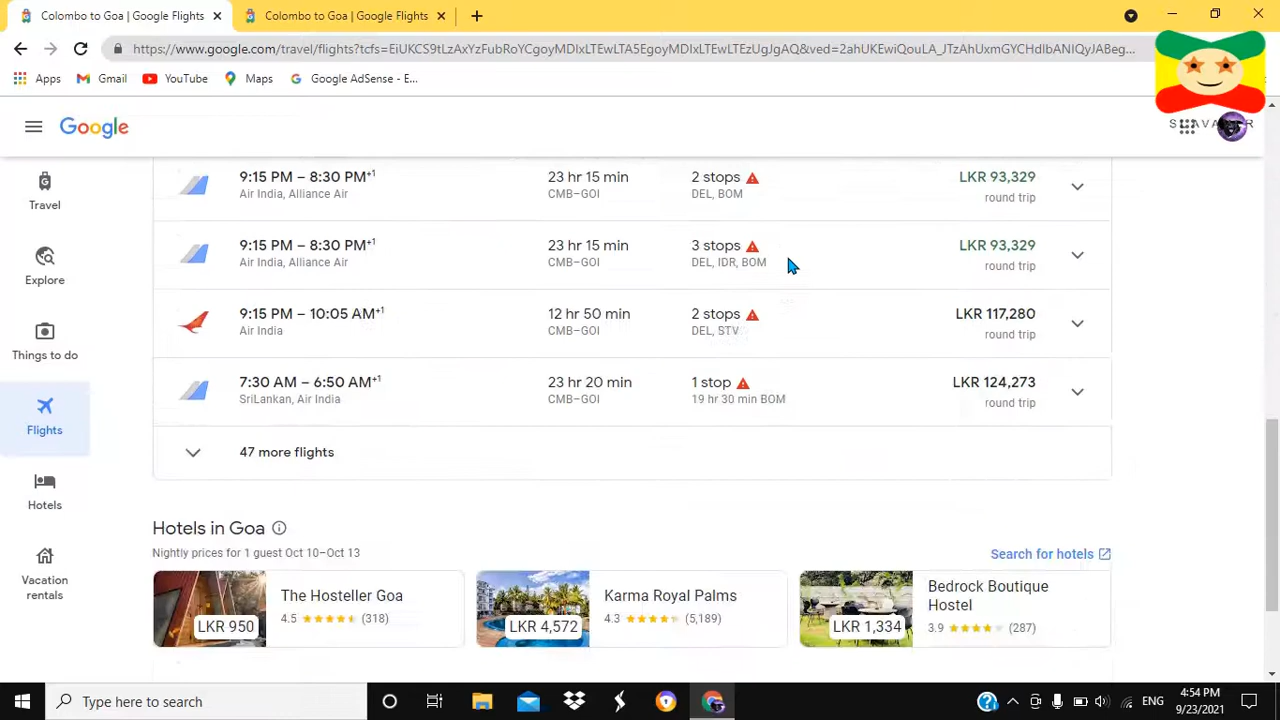 Colombo to Goa | Google Flights
Colombo to Goa | Google Flights
https://www.google.com/travel/flights?tcfs=EiUKCS9tLzAxYzFubRoYCgoyMDIxLTEwLTA5EgoyMDIxLTEwLTEzUgJgAQ&ved=2ahUKEwiQouLA_JTzAhUxmGYCHdlbANIQyJABeg...
Apps
Gmail
YouTube
Maps
Google AdSense - E...
Google
9:15 PM – 8:30 PM+1
23 hr 15 min
2 stops
LKR 93,329
Air India, Alliance Air
CMB–GOI
DEL, BOM
round trip
Travel
9:15 PM – 8:30 PM+1
23 hr 15 min
3 stops
LKR 93,329
Air India, Alliance Air
CMB–GOI
DEL, IDR, BOM
round trip
Explore
9:15 PM – 10:05 AM+1
12 hr 50 min
2 stops
LKR 117,280
Air India
CMB–GOI
DEL, STV
round trip
Things to do
7:30 AM – 6:50 AM+1
23 hr 20 min
1 stop
LKR 124,273
SriLankan, Air India
CMB–GOI
19 hr 30 min BOM
round trip
Flights
47 more flights
Hotels
Hotels in Goa
Nightly prices for 1 guest Oct 10–Oct 13
Search for hotels
Vacation
rentals
The Hosteller Goa
4.5
(318)
LKR 950
Karma Royal Palms
4.3
(5,189)
LKR 4,572
Bedrock Boutique
Hostel
3.9
(287)
LKR 1,334
Type here to search
ENG
4:54 PM
9/23/2021